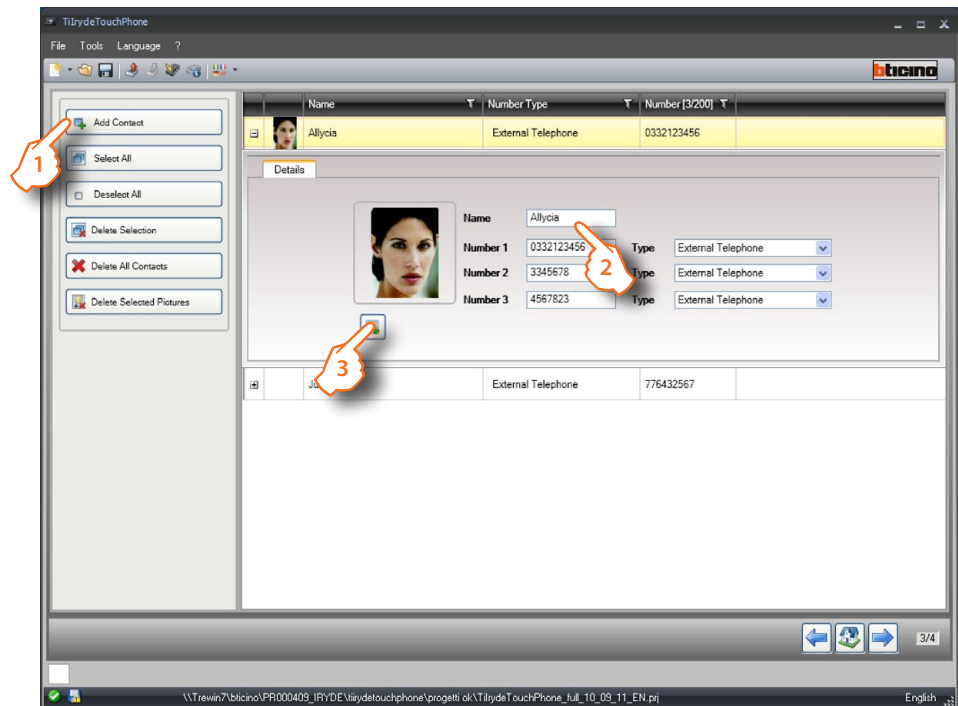 TiIrydeTouchPhone
File Tools Language ?
bticino
Add Contact
Select All
Deselect All
Delete Selection
Delete All Contacts
Delete Selected Pictures
Name Number Type Number [3/200]
Allycia External Telephone 0332123456
Details
Name Allycia
Number 1 0332123456 Type External Telephone
Number 2 3345678 Type External Telephone
Number 3 4567823 Type External Telephone
1
2
3
External Telephone 776432567
3/4
\\Trewin7\bticino\PR000409_IRYDE\tiirydetouchphone\progetti ok\TiIrydeTouchPhone_full_10_09_11_EN.prj English